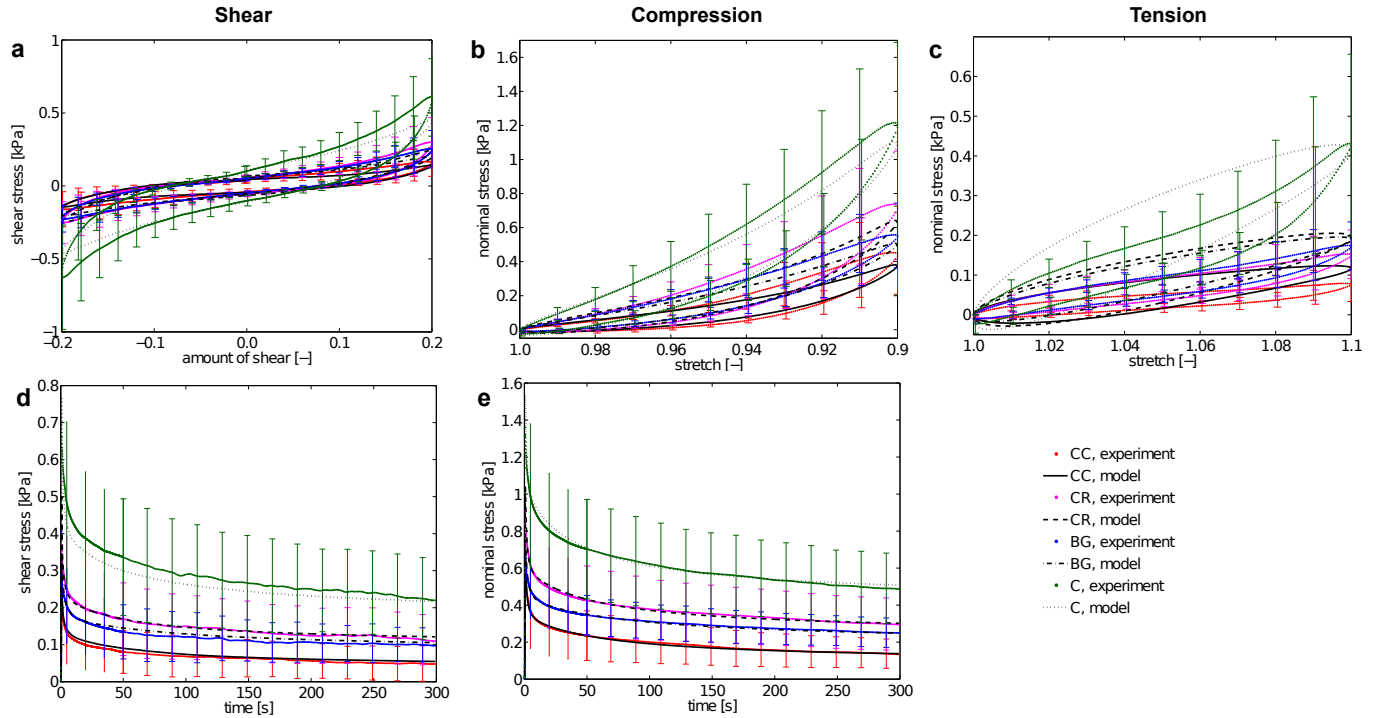 Shear
Compression
Tension
a
b
c
1
0.5
0
−0.5
−1
−0.2
−0.1
0.0
0.1
0.2
shear stress [kPa]
amount of shear [−]
1.6
1.4
1.2
1
0.8
0.6
0.4
0.2
0
1.0
0.98
0.96
0.94
0.92
0.9
nominal stress [kPa]
stretch [−]
0.6
0.5
0.4
0.3
0.2
0.1
0
1.0
1.02
1.04
1.06
1.08
1.1
nominal stress [kPa]
stretch [−]
d
e
0.8
0.7
0.6
0.5
0.4
0.3
0.2
0.1
0
0
50
100
150
200
250
300
shear stress [kPa]
time [s]
1.6
1.4
1.2
1
0.8
0.6
0.4
0.2
0
0
50
100
150
200
250
300
nominal stress [kPa]
time [s]
CC, experiment
CC, model
CR, experiment
CR, model
BG, experiment
BG, model
C, experiment
C, model